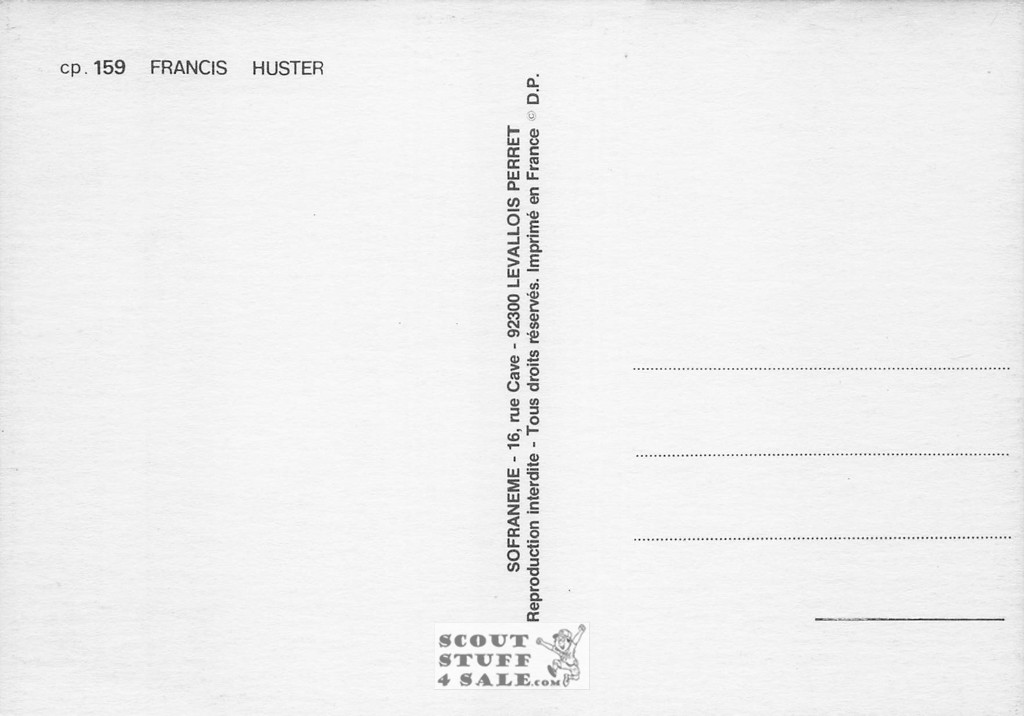 cp. 159 FRANCIS HUSTER
SOFRANEME - 16, rue Cave - 92300 LEVALLOIS PERRET
Reproduction interdite - Tous droits réservés. Imprimé en France © D.P.
SCOUT
STUFF
4 SALE.COM